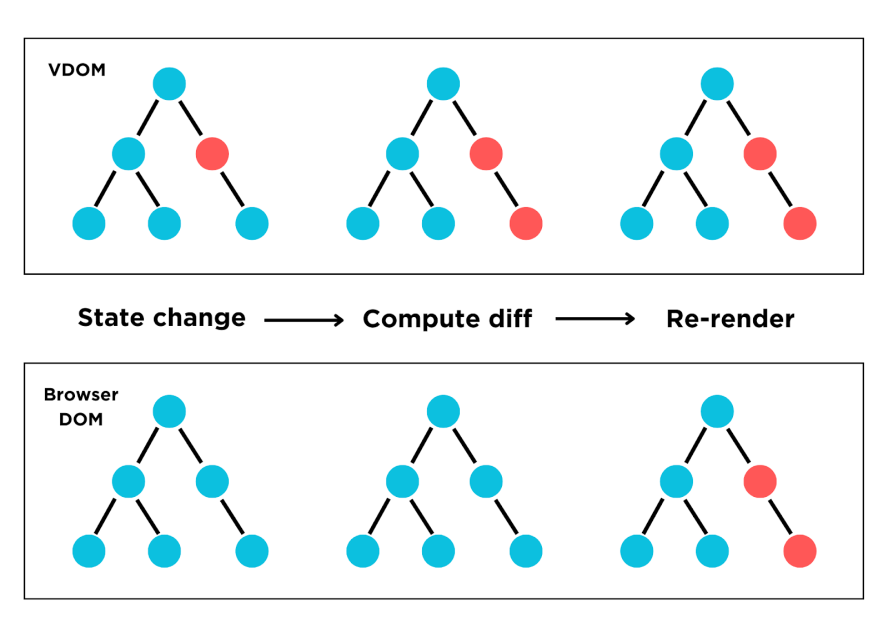 VDOM
State change
Compute diff
Re-render
Browser
DOM